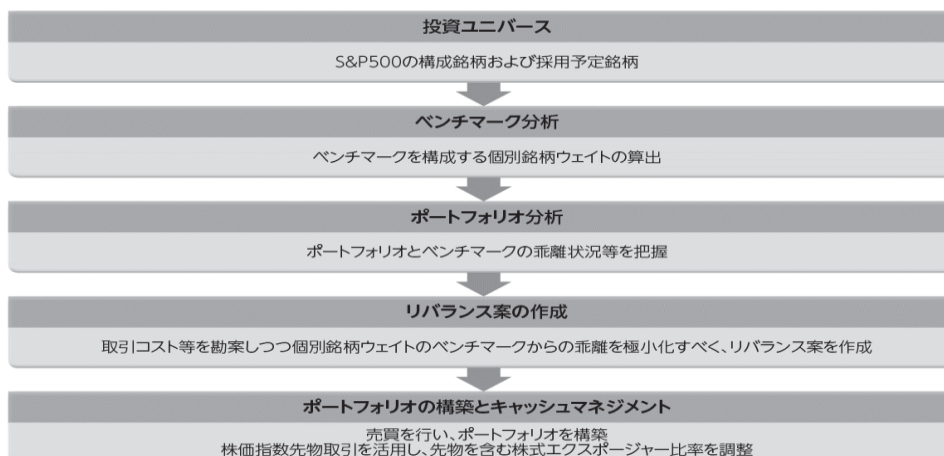 投資ユニバース
S&P500の構成銘柄および採用予定銘柄
ベンチマーク分析
ベンチマークを構成する個別銘柄ウェイトの算出
ポートフォリオ分析
ポートフォリオとベンチマークの乖離状況等を把握
リバランス案の作成
取引コスト等を勘案しつつ個別銘柄ウェイトのベンチマークからの乖離を極小化すべく、リバランス案を作成
ポートフォリオの構築とキャッシュマネジメント
売買を行い、ポートフォリオを構築
株価指数先物取引を活用し、先物を含む株式エクスポージャー比率を調整